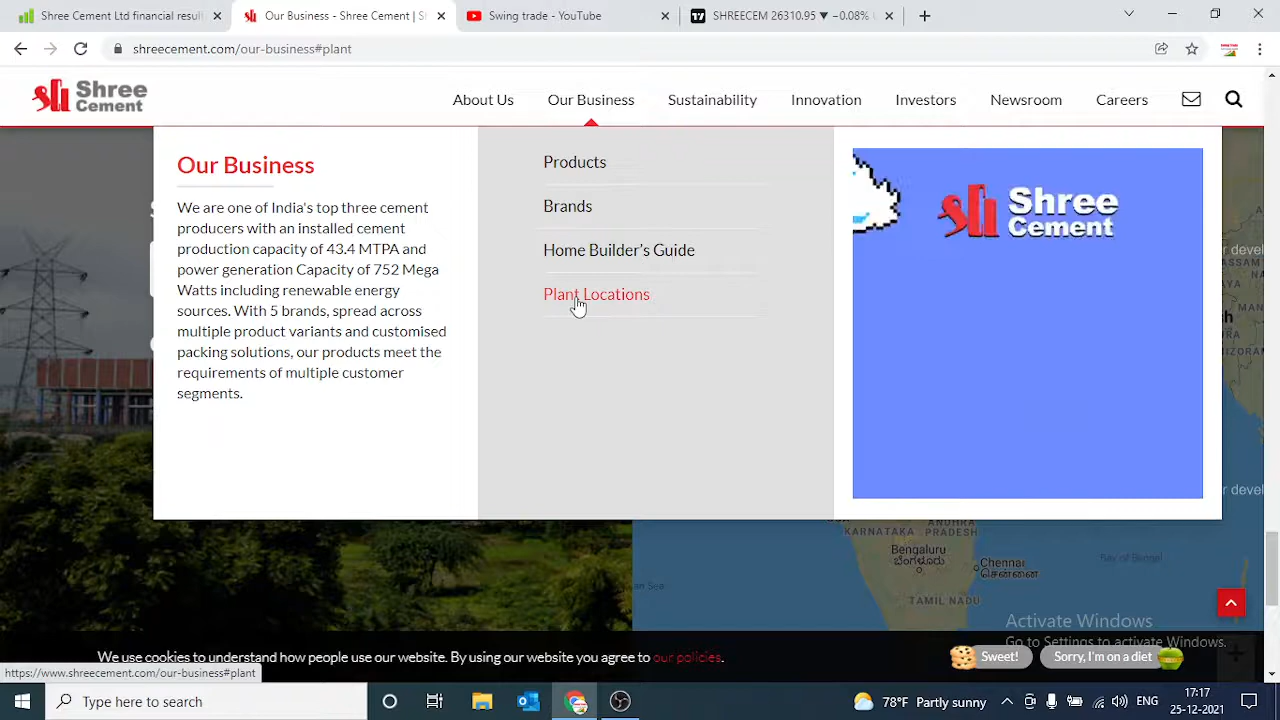 Shree Cement financial result
Our Business - Shree Cement | S
Swing trade - YouTube
SHREECEM 26310.95 ▼ −0.08%
shreecement.com/our-business#plant
Shree
Cement
About Us
Our Business
Sustainability
Innovation
Investors
Newsroom
Careers
Our Business
We are one of India's top three cement
producers with an installed cement
production capacity of 43.4 MTPA and
power generation Capacity of 752 Mega
Watts including renewable energy
sources. With 5 brands, spread across
multiple product variants and customised
packing solutions, our products meet the
requirements of multiple customer
segments.
Products
Brands
Home Builder's Guide
Plant Locations
Shree
Cement
KARNATAKA
ANDHRA
PRADESH
Bengaluru
ಬೆಂಗಳೂರು
Chennai
சென்னை
Bay of Bengal
TAMIL NADU
Activate Windows
Go to Settings to activate Windows.
We use cookies to understand how people use our website. By using our website you agree to our policies.
Sweet!
Sorry, I'm on a diet
https://www.shreecement.com/our-business#plant
Type here to search
78°F Partly sunny
ENG
17:17
25-12-2021